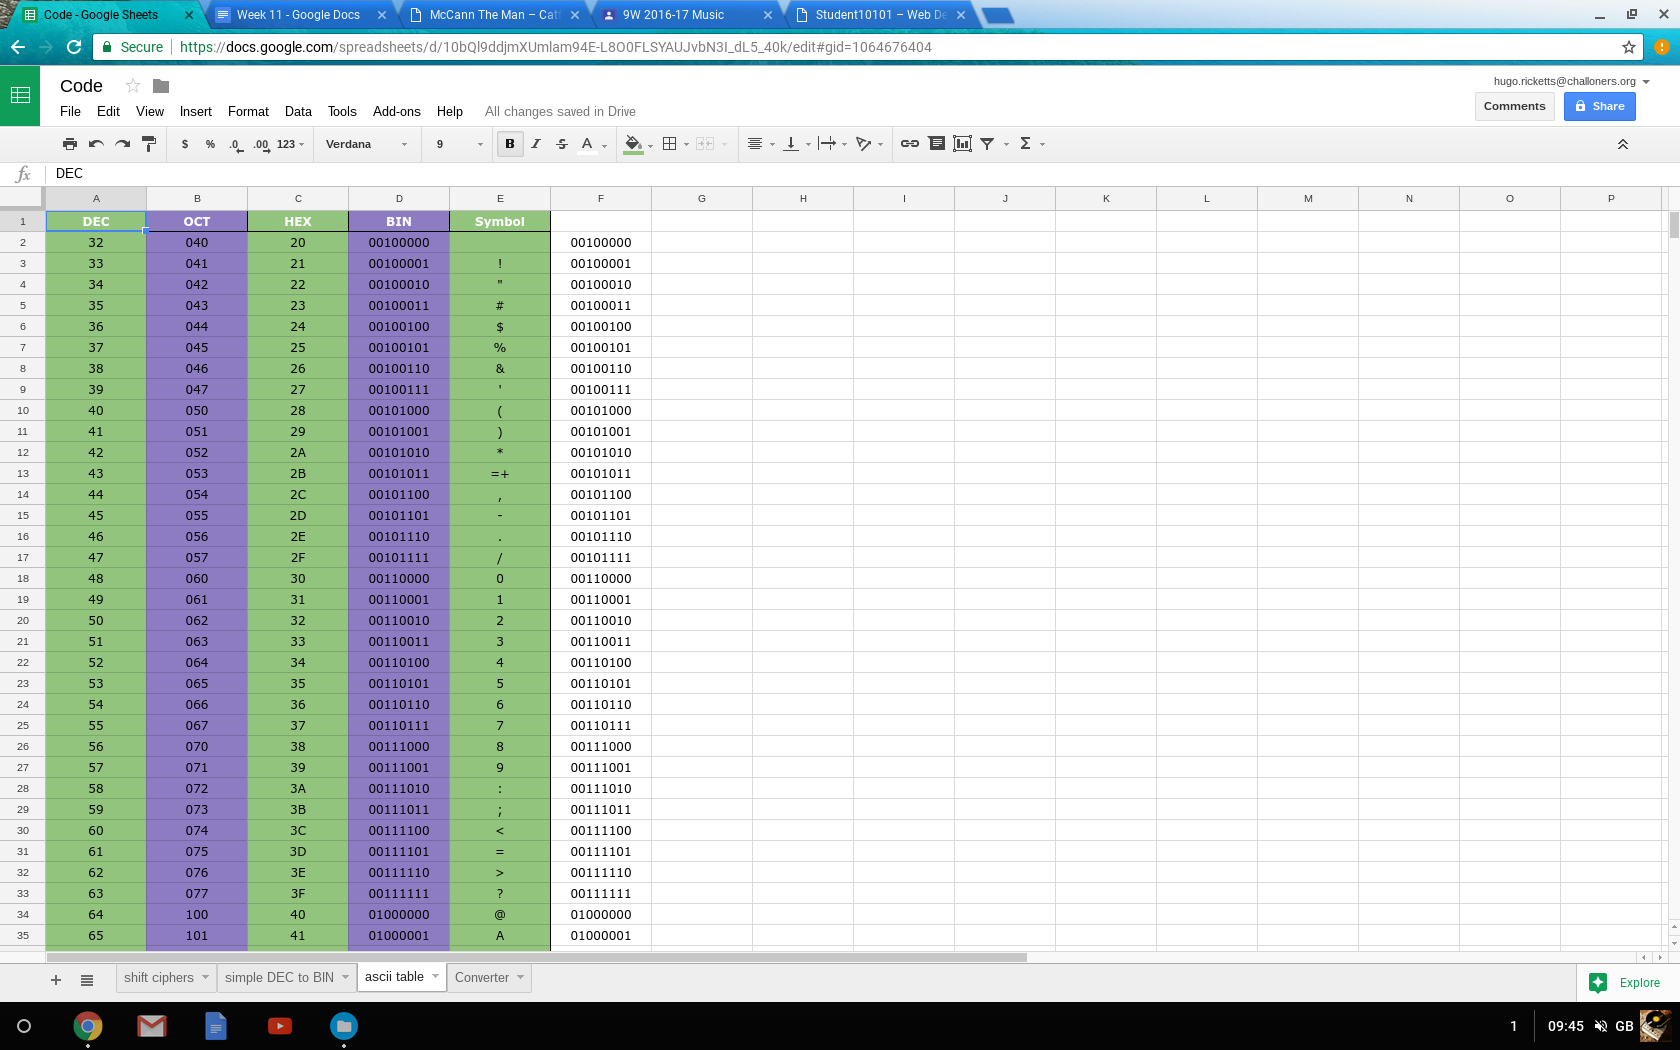 Code - Google Sheets
Week 11 - Google Docs
McCann The Man – Cat
9W 2016-17 Music
Student10101 – Web De
Secure https://docs.google.com/spreadsheets/d/10bQl9ddjmXUmlam94E-L8O0FLSYAUJvbN3I_dL5_40k/edit#gid=1064676404
Code
hugo.ricketts@challoners.org
File Edit View Insert Format Data Tools Add-ons Help All changes saved in Drive
Comments Share
$ % .0 .00 123 Verdana 9 B I S A Σ
fx DEC
A B C D E F G H I J K L M N O P
1 DEC OCT HEX BIN Symbol
2 32 040 20 00100000 00100000
3 33 041 21 00100001 ! 00100001
4 34 042 22 00100010 " 00100010
5 35 043 23 00100011 # 00100011
6 36 044 24 00100100 $ 00100100
7 37 045 25 00100101 % 00100101
8 38 046 26 00100110 & 00100110
9 39 047 27 00100111 ' 00100111
10 40 050 28 00101000 ( 00101000
11 41 051 29 00101001 ) 00101001
12 42 052 2A 00101010 * 00101010
13 43 053 2B 00101011 =+ 00101011
14 44 054 2C 00101100 , 00101100
15 45 055 2D 00101101 - 00101101
16 46 056 2E 00101110 . 00101110
17 47 057 2F 00101111 / 00101111
18 48 060 30 00110000 0 00110000
19 49 061 31 00110001 1 00110001
20 50 062 32 00110010 2 00110010
21 51 063 33 00110011 3 00110011
22 52 064 34 00110100 4 00110100
23 53 065 35 00110101 5 00110101
24 54 066 36 00110110 6 00110110
25 55 067 37 00110111 7 00110111
26 56 070 38 00111000 8 00111000
27 57 071 39 00111001 9 00111001
28 58 072 3A 00111010 : 00111010
29 59 073 3B 00111011 ; 00111011
30 60 074 3C 00111100 < 00111100
31 61 075 3D 00111101 = 00111101
32 62 076 3E 00111110 > 00111110
33 63 077 3F 00111111 ? 00111111
34 64 100 40 01000000 @ 01000000
35 65 101 41 01000001 A 01000001
shift ciphers simple DEC to BIN ascii table Converter Explore
1 09:45 GB